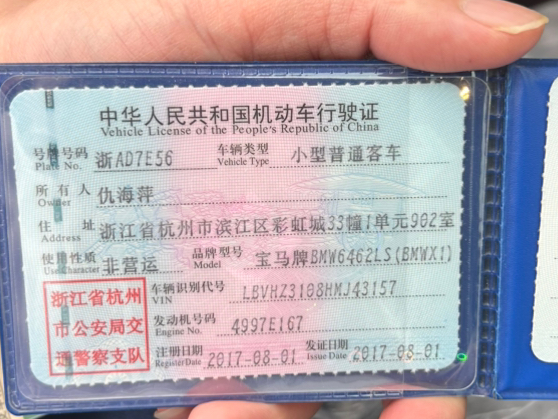 中华人民共和国机动车行驶证
Vehicle License of the People's Republic of China
号牌号码 浙AD7E56 车辆类型 小型普通客车
Plate No. Vehicle Type
所有人 仇海萍
Owner
住址 浙江省杭州市滨江区彩虹城33幢1单元902室
Address
使用性质 非营运 品牌型号 宝马牌BMW6462LS(BMWX1)
Use Character Model
车辆识别代号 LBVHZ3108HMJ43157
VIN
发动机号码 4997E167
Engine No.
注册日期 2017-08-01 发证日期 2017-08-01
Register Date Issue Date
浙江省杭州
市公安局交
通警察支队